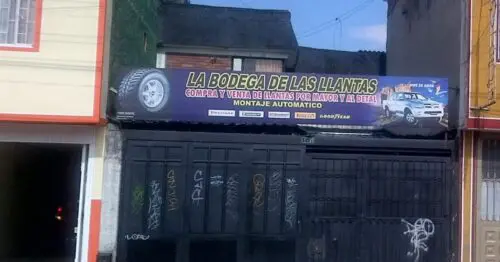 LA BODEGA DE LAS LLANTAS
COMPRA Y VENTA DE LLANTAS POR MAYOR Y AL DETAL
MONTAJE AUTOMATICO
GOODYEAR